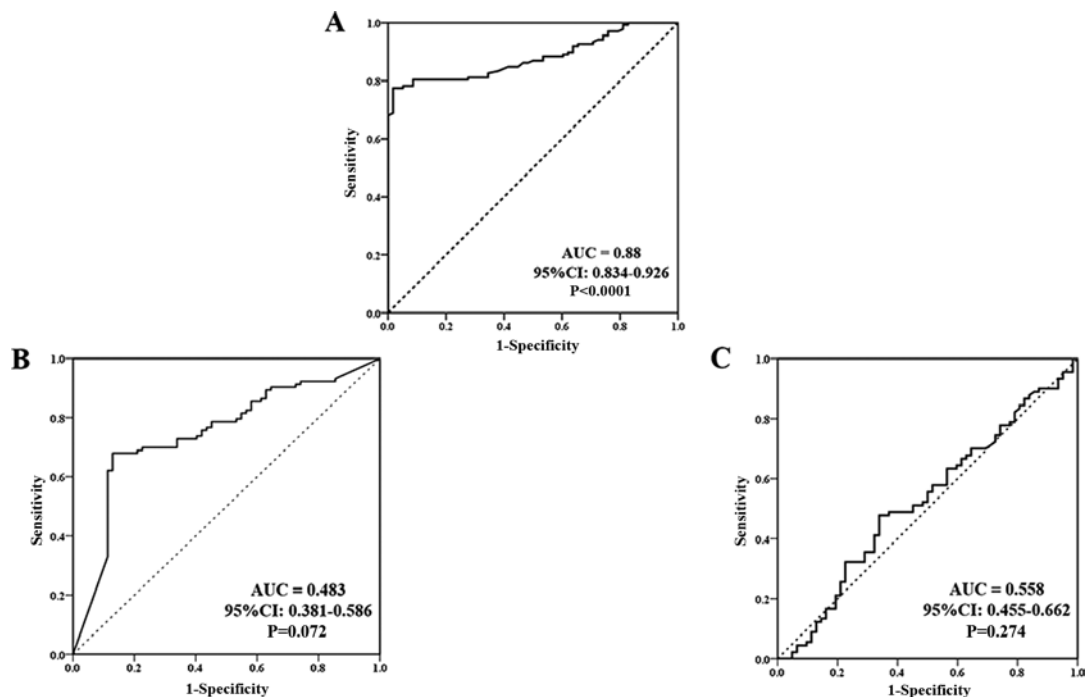 A
1.0
0.8
0.6
0.4
0.2
0.0
Sensitivity
AUC = 0.88
95%CI: 0.834-0.926
P<0.0001
0.0 0.2 0.4 0.6 0.8 1.0
1-Specificity
B
1.0
0.8
0.6
0.4
0.2
0.0
Sensitivity
AUC = 0.483
95%CI: 0.381-0.586
P=0.072
0.0 0.2 0.4 0.6 0.8 1.0
1-Specificity
C
1.0
0.8
0.6
0.4
0.2
0.0
Sensitivity
AUC = 0.558
95%CI: 0.455-0.662
P=0.274
0.0 0.2 0.4 0.6 0.8 1.0
1-Specificity